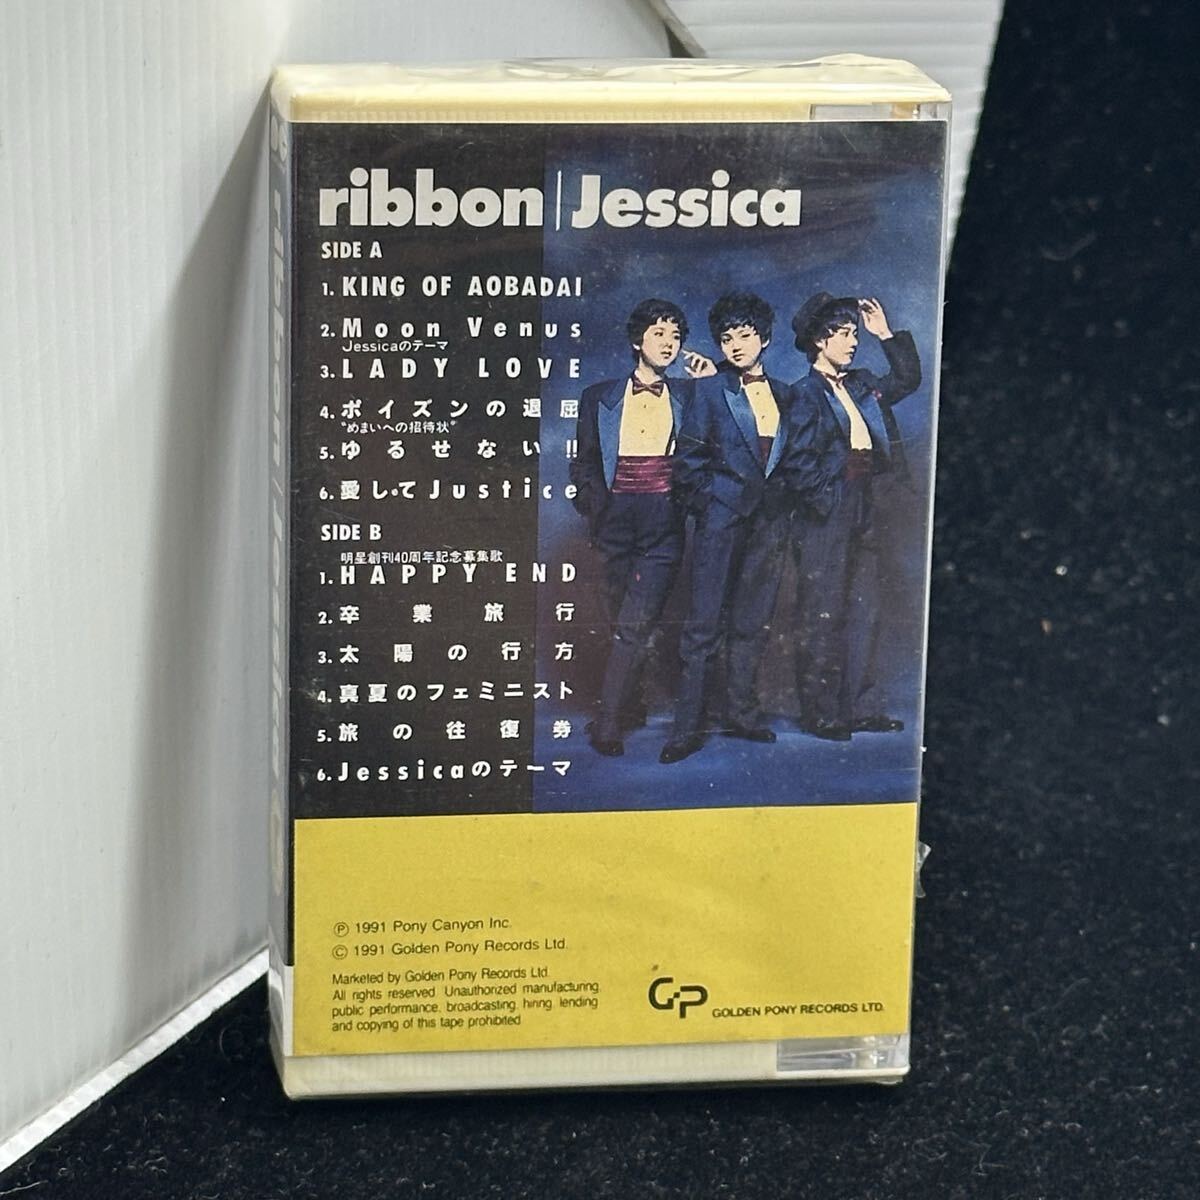 ribbon | Jessica
SIDE A
1. KING OF AOBADAI
2. Moon Venus
Jessicaのテーマ
3. LADY LOVE
4. ポイズンの退屈
"めまいへの招待状"
5. ゆるせない!!
6. 愛してJustice
SIDE B
明星創刊40周年記念募集歌
1. HAPPY END
2. 卒業旅行
3. 太陽の行方
4. 真夏のフェミニスト
5. 旅の往復券
6. Jessicaのテーマ
Ⓟ 1991 Pony Canyon Inc.
© 1991 Golden Pony Records Ltd.
Marketed by Golden Pony Records Ltd.
All rights reserved. Unauthorized manufacturing,
public performance, broadcasting, hiring, lending
and copying of this tape prohibited
GP GOLDEN PONY RECORDS LTD.
ribbon / Jessica